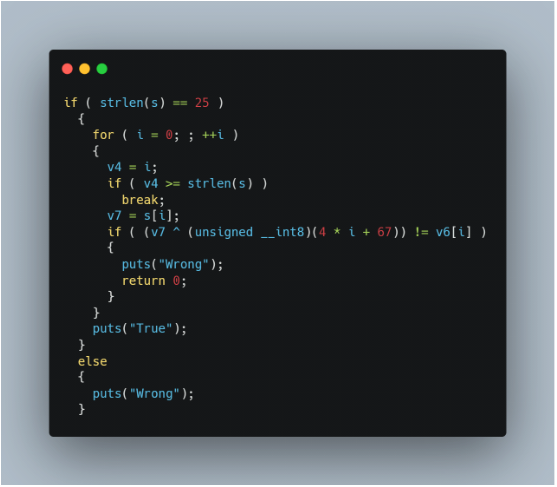 if ( strlen(s) == 25 )
  {
    for ( i = 0; ; ++i )
    {
      v4 = i;
      if ( v4 >= strlen(s) )
        break;
      v7 = s[i];
      if ( (v7 ^ (unsigned __int8)(4 * i + 67)) != v6[i] )
      {
        puts("Wrong");
        return 0;
      }
    }
    puts("True");
  }
  else
  {
    puts("Wrong");
  }